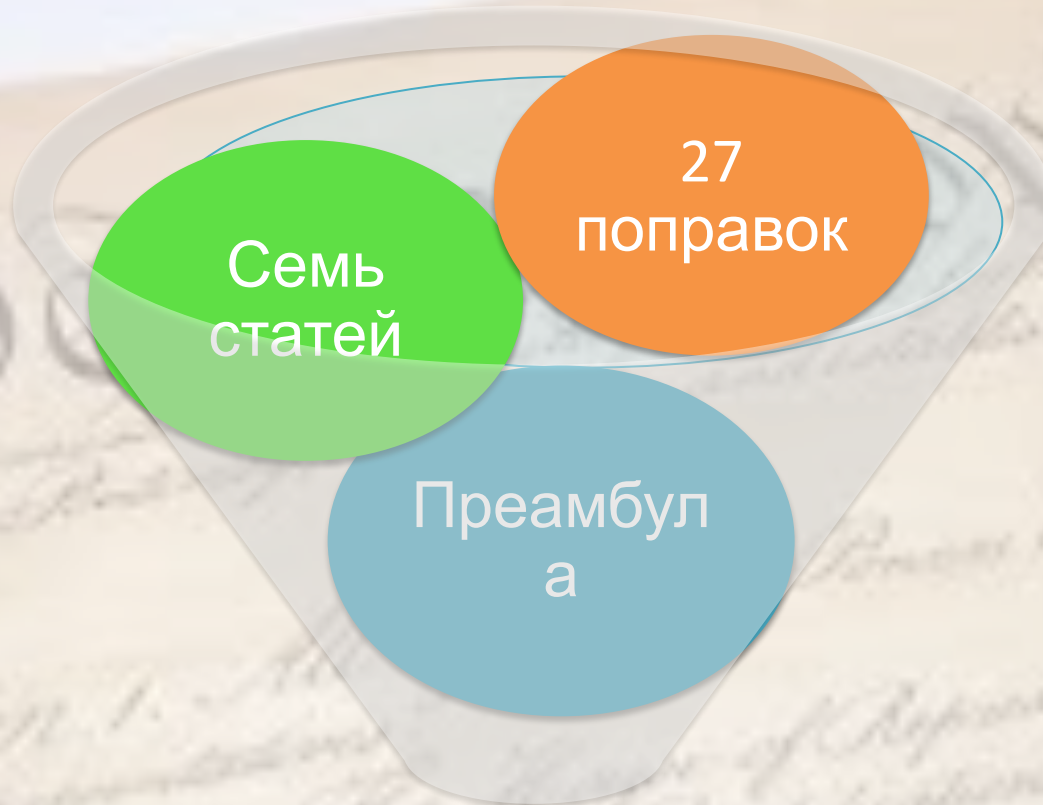 27
поправок
Семь
статей
Преамбул
а